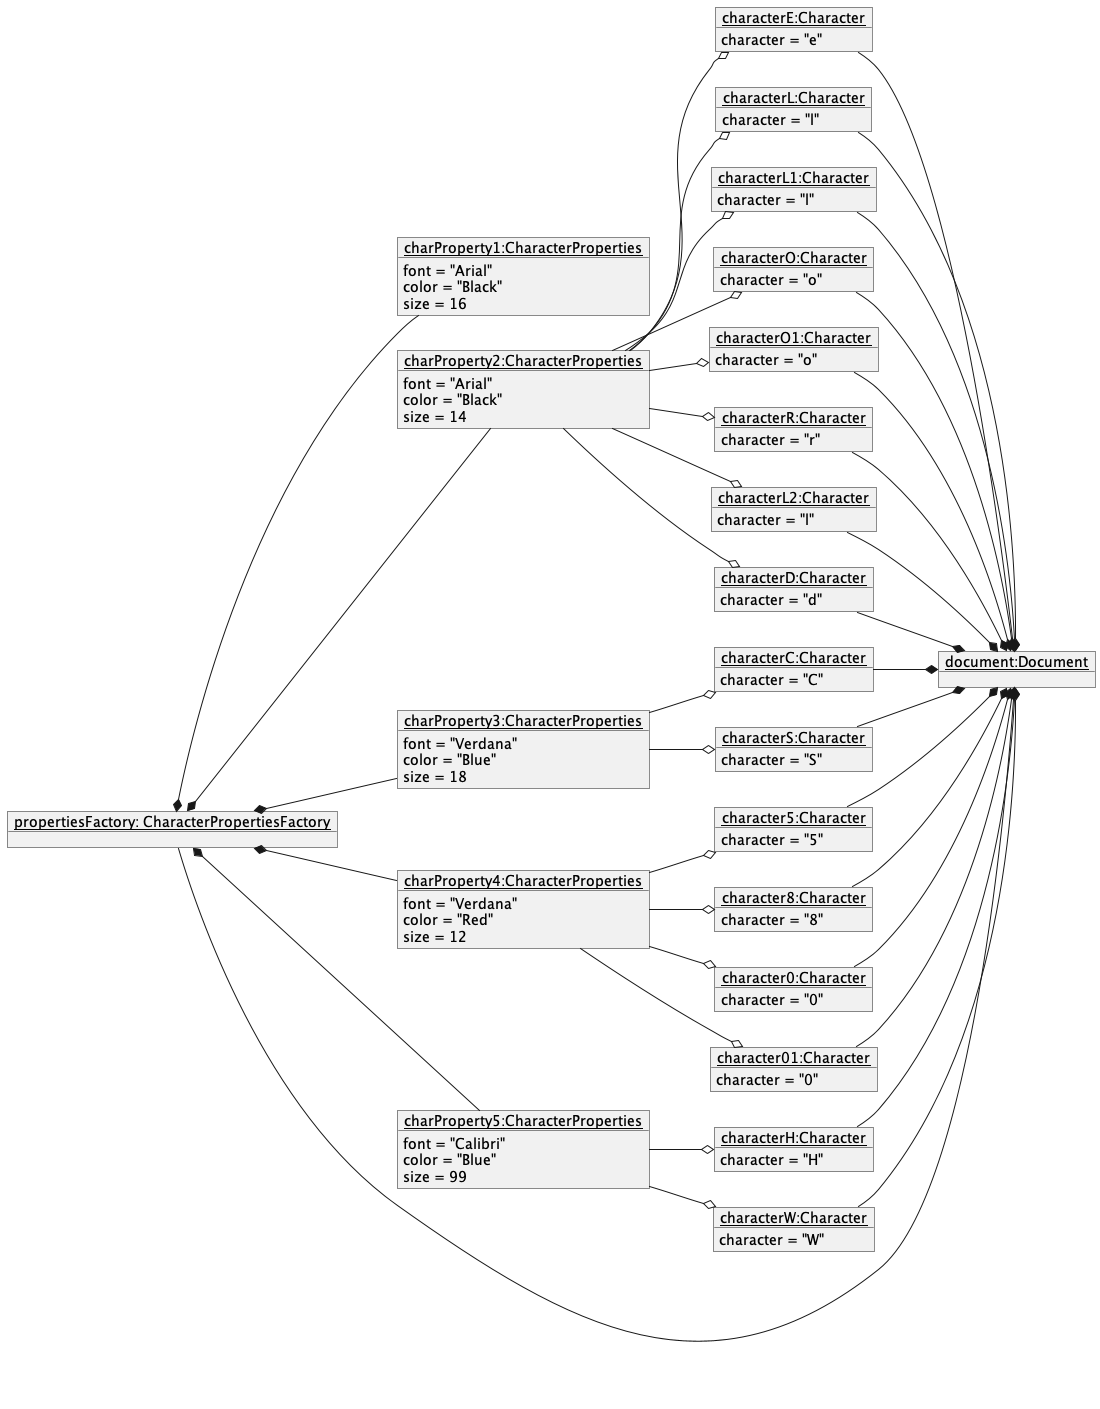 characterE:Character
character = "e"
characterL:Character
character = "l"
characterL1:Character
character = "l"
charProperty1:CharacterProperties
font = "Arial"
color = "Black"
size = 16
characterO:Character
character = "o"
characterO1:Character
character = "o"
charProperty2:CharacterProperties
font = "Arial"
color = "Black"
size = 14
characterR:Character
character = "r"
characterL2:Character
character = "l"
characterD:Character
character = "d"
characterC:Character
character = "C"
document:Document
charProperty3:CharacterProperties
font = "Verdana"
color = "Blue"
size = 18
characterS:Character
character = "S"
propertiesFactory: CharacterPropertiesFactory
character5:Character
character = "5"
charProperty4:CharacterProperties
font = "Verdana"
color = "Red"
size = 12
character8:Character
character = "8"
character0:Character
character = "0"
character01:Character
character = "0"
charProperty5:CharacterProperties
font = "Calibri"
color = "Blue"
size = 99
characterH:Character
character = "H"
characterW:Character
character = "W"